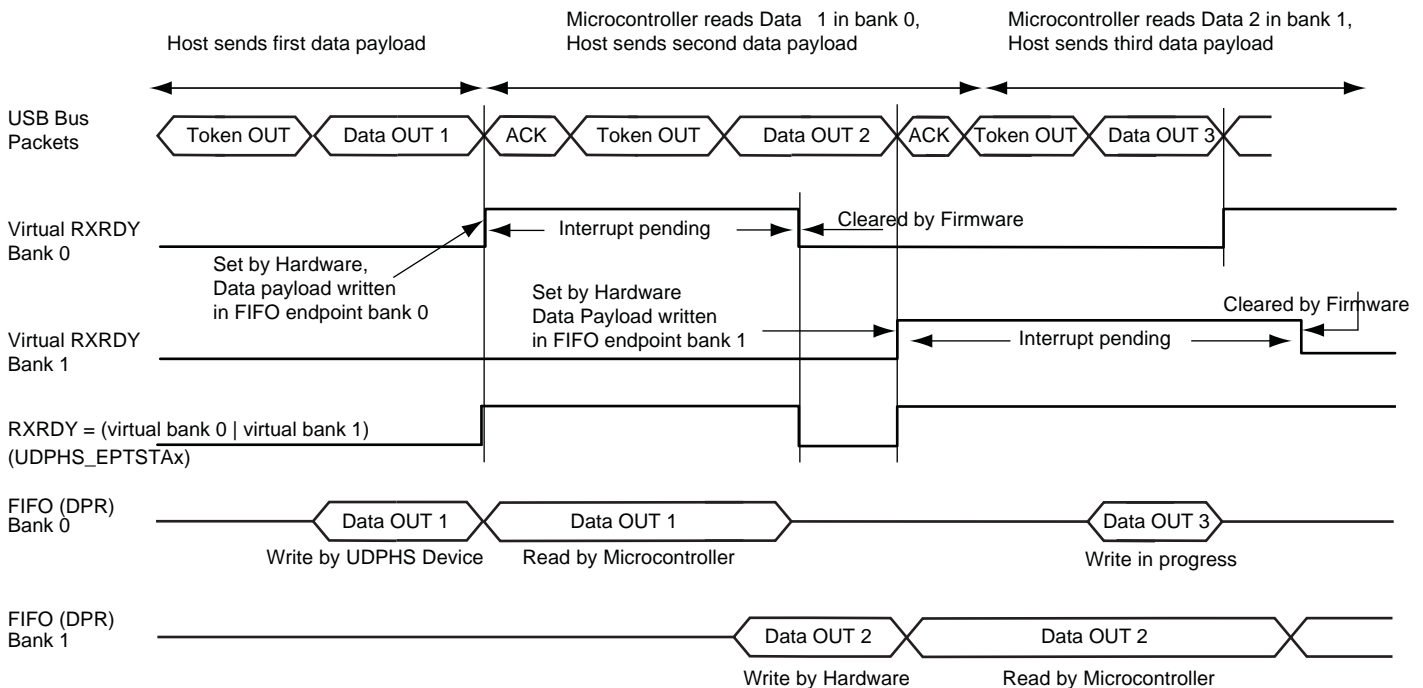 Host sends first data payload
Microcontroller reads Data 1 in bank 0,
Host sends second data payload
Microcontroller reads Data 2 in bank 1,
Host sends third data payload
USB Bus
Packets
Token OUT
Data OUT 1
ACK
Token OUT
Data OUT 2
ACK
Token OUT
Data OUT 3
Virtual RXRDY
Bank 0
Interrupt pending
Cleared by Firmware
Set by Hardware,
Data payload written
in FIFO endpoint bank 0
Set by Hardware
Data Payload written
in FIFO endpoint bank 1
Cleared by Firmware
Virtual RXRDY
Bank 1
Interrupt pending
RXRDY = (virtual bank 0 | virtual bank 1)
(UDPHS_EPTSTAx)
FIFO (DPR)
Bank 0
Data OUT 1
Data OUT 1
Data OUT 3
Write by UDPHS Device
Read by Microcontroller
Write in progress
FIFO (DPR)
Bank 1
Data OUT 2
Data OUT 2
Write by Hardware
Read by Microcontroller